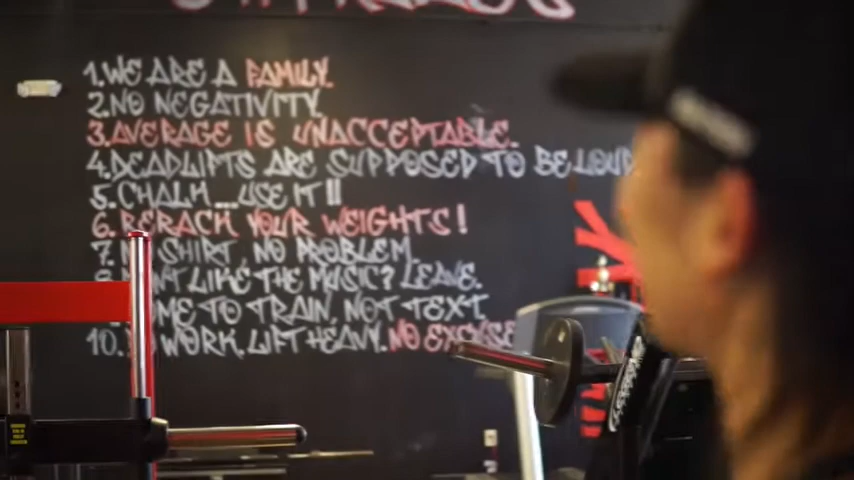 1. WE ARE A FAMILY.
2. NO NEGATIVITY.
3. AVERAGE IS UNACCEPTABLE.
4. DEADLIFTS ARE SUPPOSED TO BE LOUD
5. CHALK... USE IT!!
6. RERACK YOUR WEIGHTS!
7. NO SHIRT, NO PROBLEM.
LIKE THE MUSIC? LEAVE.
TO TRAIN, NOT TEXT.
10. WORK. LIFT HEAVY. NO EXCUSE